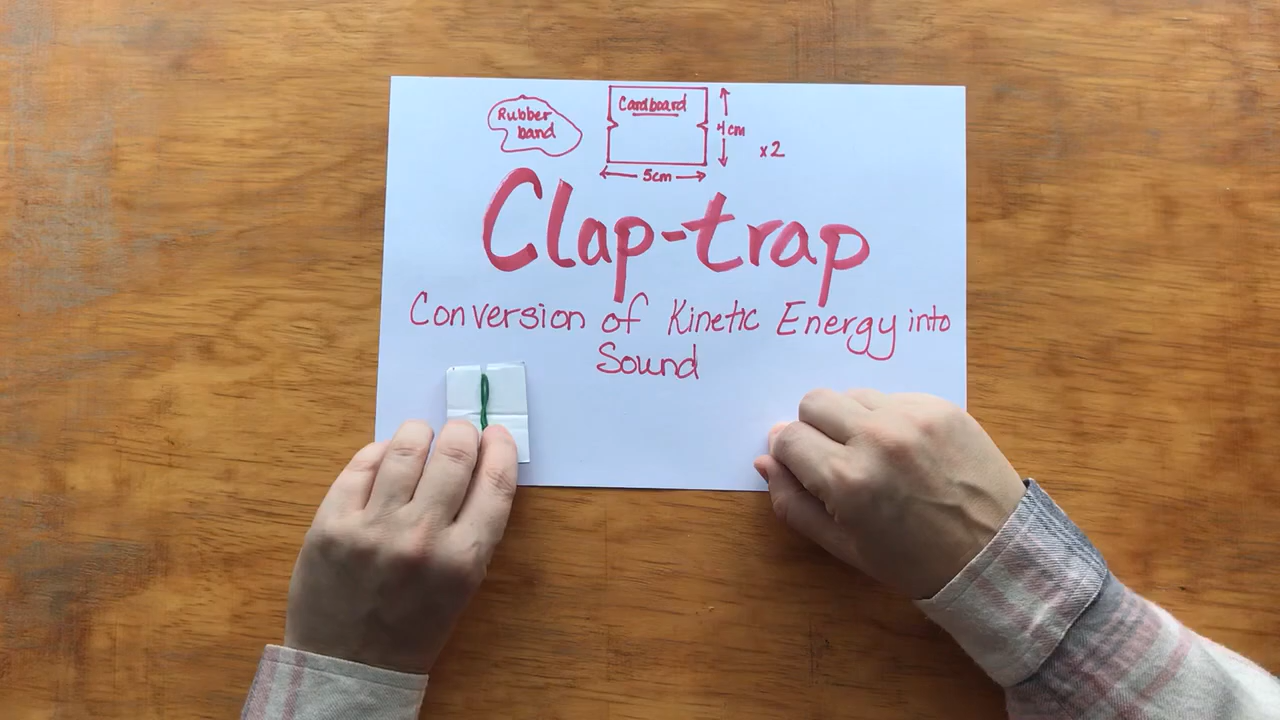 Rubber
band
Cardboard
4cm
x2
5cm
Clap-trap
Conversion of Kinetic Energy into
Sound